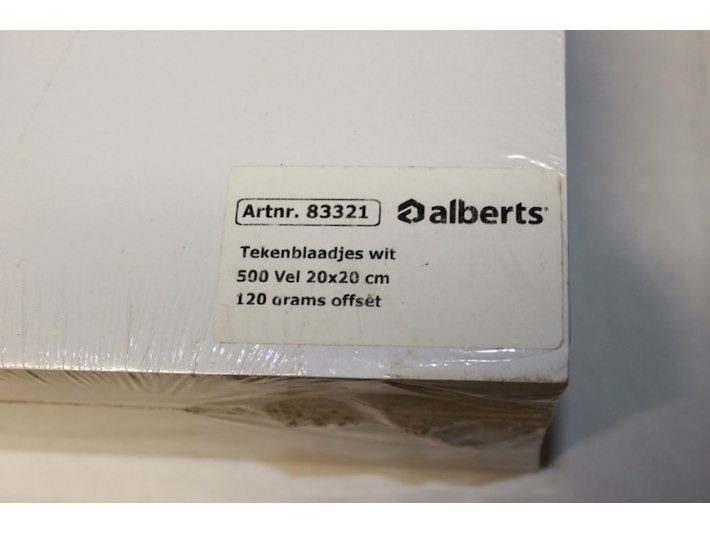 Artnr. 83321 alberts
Tekenblaadjes wit
500 Vel 20x20 cm
120 grams offset